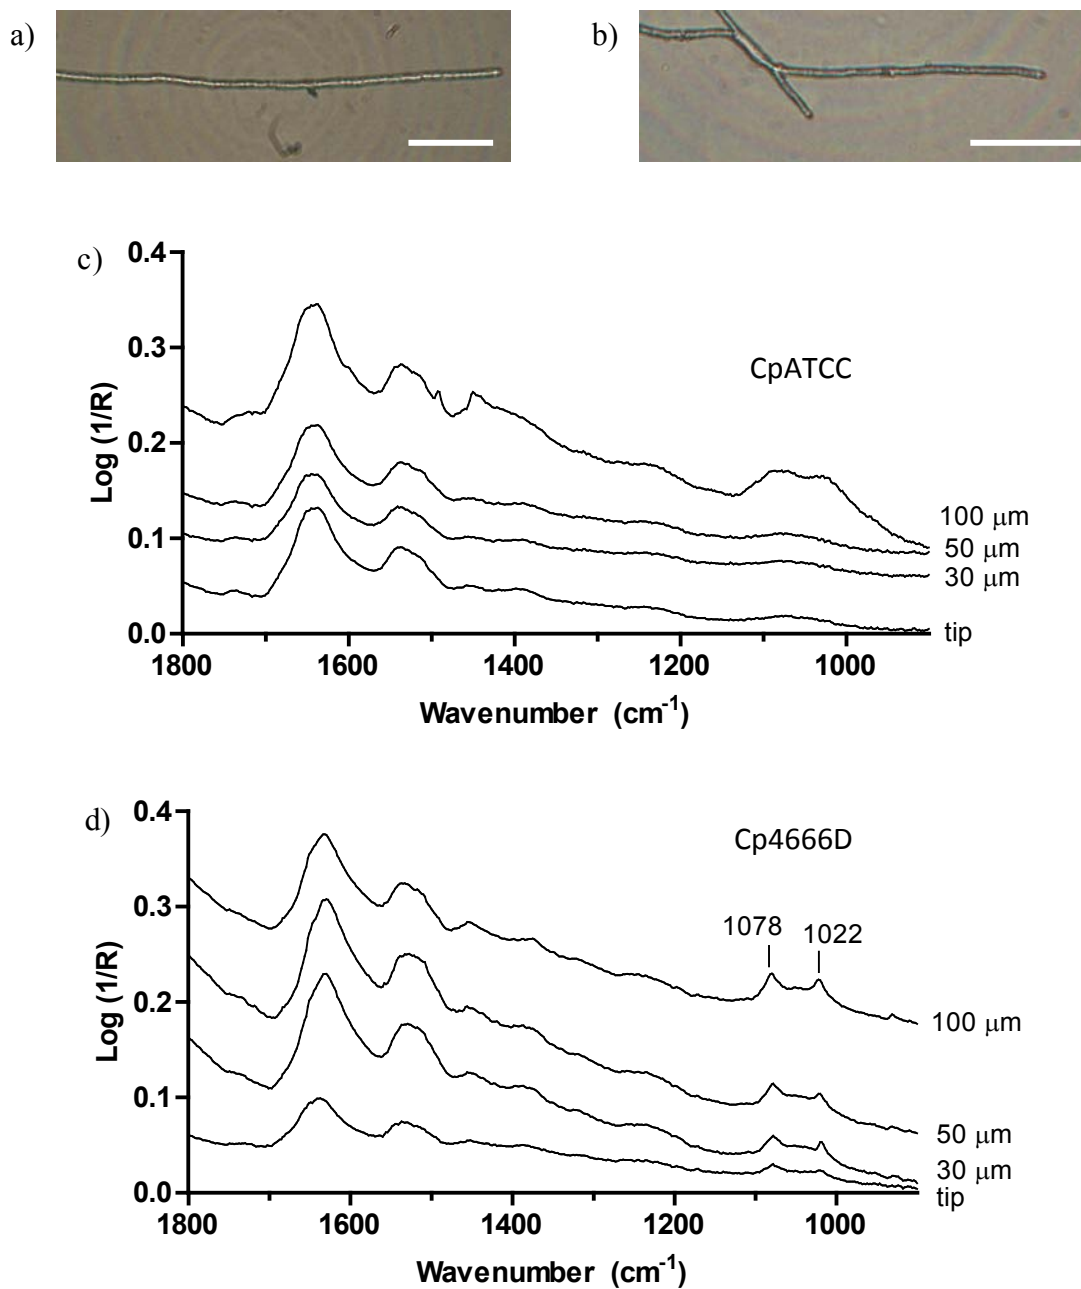 a)
b)
c)
0.4
0.3
0.2
0.1
0.0
Log (1/R)
CpATCC
100 μm
50 μm
30 μm
tip
1800 1600 1400 1200 1000
Wavenumber (cm-1)
d)
0.4
0.3
0.2
0.1
0.0
Log (1/R)
Cp4666D
1078 1022
100 μm
50 μm
30 μm
tip
1800 1600 1400 1200 1000
Wavenumber (cm-1)